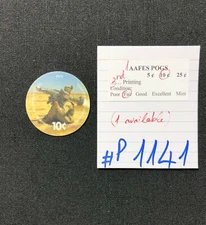 10¢
AAFES POGS
5¢ 10¢ 25¢
2nd Printing
Condition:
Poor Fair Good Excellent Mint
(1 available)
#P1141